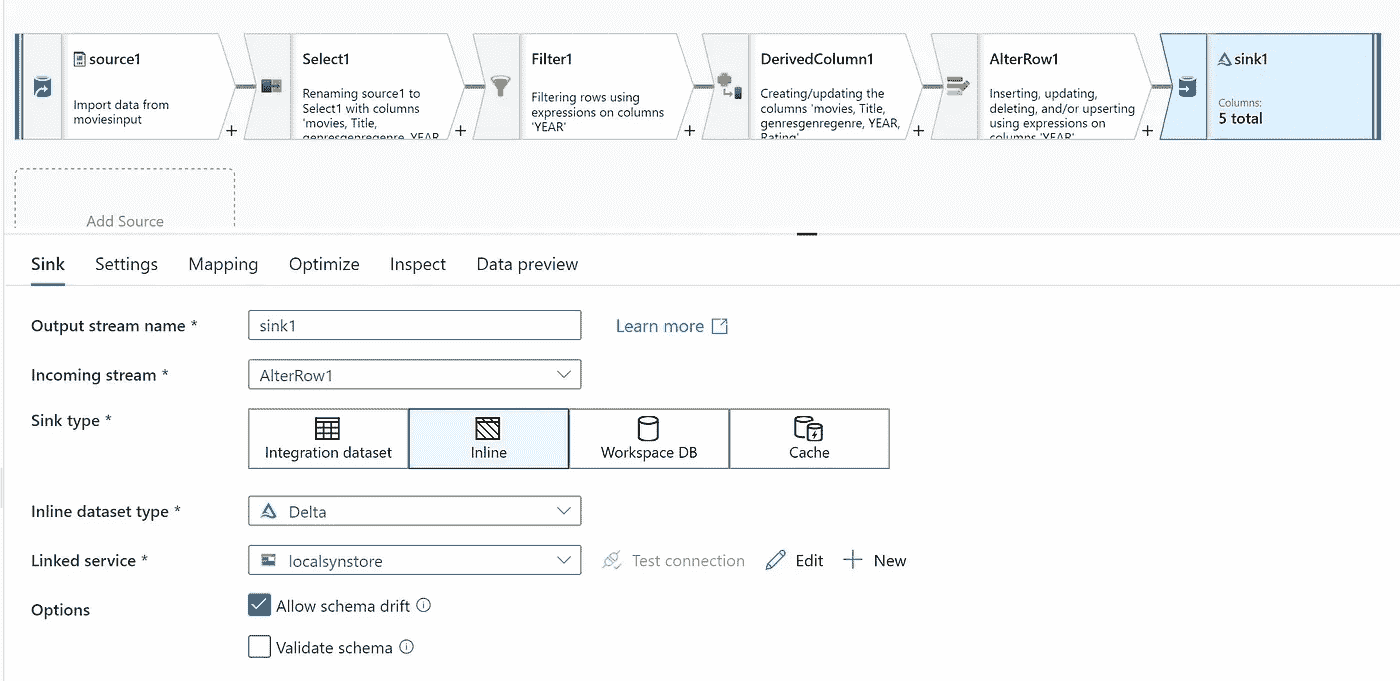 source1
Import data from
moviesinput
+
Select1
Renaming source1 to
Select1 with columns
'movies, Title,
genresgenregenre, YEAR,
+
Filter1
Filtering rows using
expressions on columns
'YEAR'
+
DerivedColumn1
Creating/updating the
columns 'movies, Title,
genresgenregenre, YEAR,
Rating'
+
AlterRow1
Inserting, updating,
deleting, and/or upserting
using expressions on
columns 'YEAR'
+
sink1
Columns:
5 total
Add Source
Sink Settings Mapping Optimize Inspect Data preview
Output stream name * sink1 Learn more
Incoming stream * AlterRow1
Sink type * Integration dataset Inline Workspace DB Cache
Inline dataset type * Delta
Linked service * localsynstore Test connection Edit New
Options Allow schema drift
Validate schema